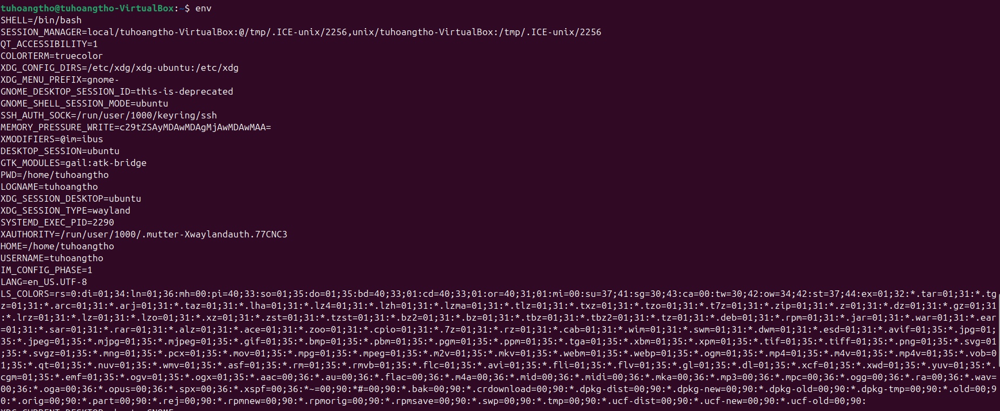 tuhoangtho@tuhoangtho-VirtualBox:~$ env
SHELL=/bin/bash
SESSION_MANAGER=local/tuhoangtho-VirtualBox:@/tmp/.ICE-unix/2256,unix/tuhoangtho-VirtualBox:/tmp/.ICE-unix/2256
QT_ACCESSIBILITY=1
COLORTERM=truecolor
XDG_CONFIG_DIRS=/etc/xdg/xdg-ubuntu:/etc/xdg
XDG_MENU_PREFIX=gnome-
GNOME_DESKTOP_SESSION_ID=this-is-deprecated
GNOME_SHELL_SESSION_MODE=ubuntu
SSH_AUTH_SOCK=/run/user/1000/keyring/ssh
MEMORY_PRESSURE_WRITE=c29tZSAyMDAwMDAgMjAwMDAwMAA=
XMODIFIERS=@im=ibus
DESKTOP_SESSION=ubuntu
GTK_MODULES=gail:atk-bridge
PWD=/home/tuhoangtho
LOGNAME=tuhoangtho
XDG_SESSION_DESKTOP=ubuntu
XDG_SESSION_TYPE=wayland
SYSTEMD_EXEC_PID=2290
XAUTHORITY=/run/user/1000/.mutter-Xwaylandauth.77CNC3
HOME=/home/tuhoangtho
USERNAME=tuhoangtho
IM_CONFIG_PHASE=1
LANG=en_US.UTF-8
LS_COLORS=rs=0:di=01;34:ln=01;36:mh=00:pi=40;33:so=01;35:do=01;35:bd=40;33;01:cd=40;33;01:or=40;31;01:mi=00:su=37;41:sg=30;43:ca=00:tw=30;42:ow=34;42:st=37;44:ex=01;32:*.tar=01;31:*.tg
z=01;31:*.arc=01;31:*.arj=01;31:*.taz=01;31:*.lha=01;31:*.lz4=01;31:*.lzh=01;31:*.lzma=01;31:*.tlz=01;31:*.txz=01;31:*.tzo=01;31:*.t7z=01;31:*.zip=01;31:*.z=01;31:*.dz=01;31:*.gz=01;31
:*.lrz=01;31:*.lz=01;31:*.lzo=01;31:*.xz=01;31:*.zst=01;31:*.tzst=01;31:*.bz2=01;31:*.bz=01;31:*.tbz=01;31:*.tbz2=01;31:*.tz=01;31:*.deb=01;31:*.rpm=01;31:*.jar=01;31:*.war=01;31:*.ear
=01;31:*.sar=01;31:*.rar=01;31:*.alz=01;31:*.ace=01;31:*.zoo=01;31:*.cpio=01;31:*.7z=01;31:*.rz=01;31:*.cab=01;31:*.wim=01;31:*.swm=01;31:*.dwm=01;31:*.esd=01;31:*.avif=01;35:*.jpg=01;
35:*.jpeg=01;35:*.mjpg=01;35:*.mjpeg=01;35:*.gif=01;35:*.bmp=01;35:*.pbm=01;35:*.pgm=01;35:*.ppm=01;35:*.tga=01;35:*.xbm=01;35:*.xpm=01;35:*.tif=01;35:*.tiff=01;35:*.png=01;35:*.svg=01
;35:*.svgz=01;35:*.mng=01;35:*.pcx=01;35:*.mov=01;35:*.mpg=01;35:*.mpeg=01;35:*.m2v=01;35:*.mkv=01;35:*.webm=01;35:*.webp=01;35:*.ogm=01;35:*.mp4=01;35:*.m4v=01;35:*.mp4v=01;35:*.vob=0
1;35:*.qt=01;35:*.nuv=01;35:*.wmv=01;35:*.asf=01;35:*.rm=01;35:*.rmvb=01;35:*.flc=01;35:*.avi=01;35:*.fli=01;35:*.flv=01;35:*.gl=01;35:*.dl=01;35:*.xcf=01;35:*.xwd=01;35:*.yuv=01;35:*.
cgm=01;35:*.emf=01;35:*.ogv=01;35:*.ogx=01;35:*.aac=00;36:*.au=00;36:*.flac=00;36:*.m4a=00;36:*.mid=00;36:*.midi=00;36:*.mka=00;36:*.mp3=00;36:*.mpc=00;36:*.ogg=00;36:*.ra=00;36:*.wav=
00;36:*.oga=00;36:*.opus=00;36:*.spx=00;36:*.xspf=00;36:*~=00;90:*#=00;90:*.bak=00;90:*.crdownload=00;90:*.dpkg-dist=00;90:*.dpkg-new=00;90:*.dpkg-old=00;90:*.dpkg-tmp=00;90:*.old=00;9
0:*.orig=00;90:*.part=00;90:*.rej=00;90:*.rpmnew=00;90:*.rpmorig=00;90:*.rpmsave=00;90:*.swp=00;90:*.tmp=00;90:*.ucf-dist=00;90:*.ucf-new=00;90:*.ucf-old=00;90: